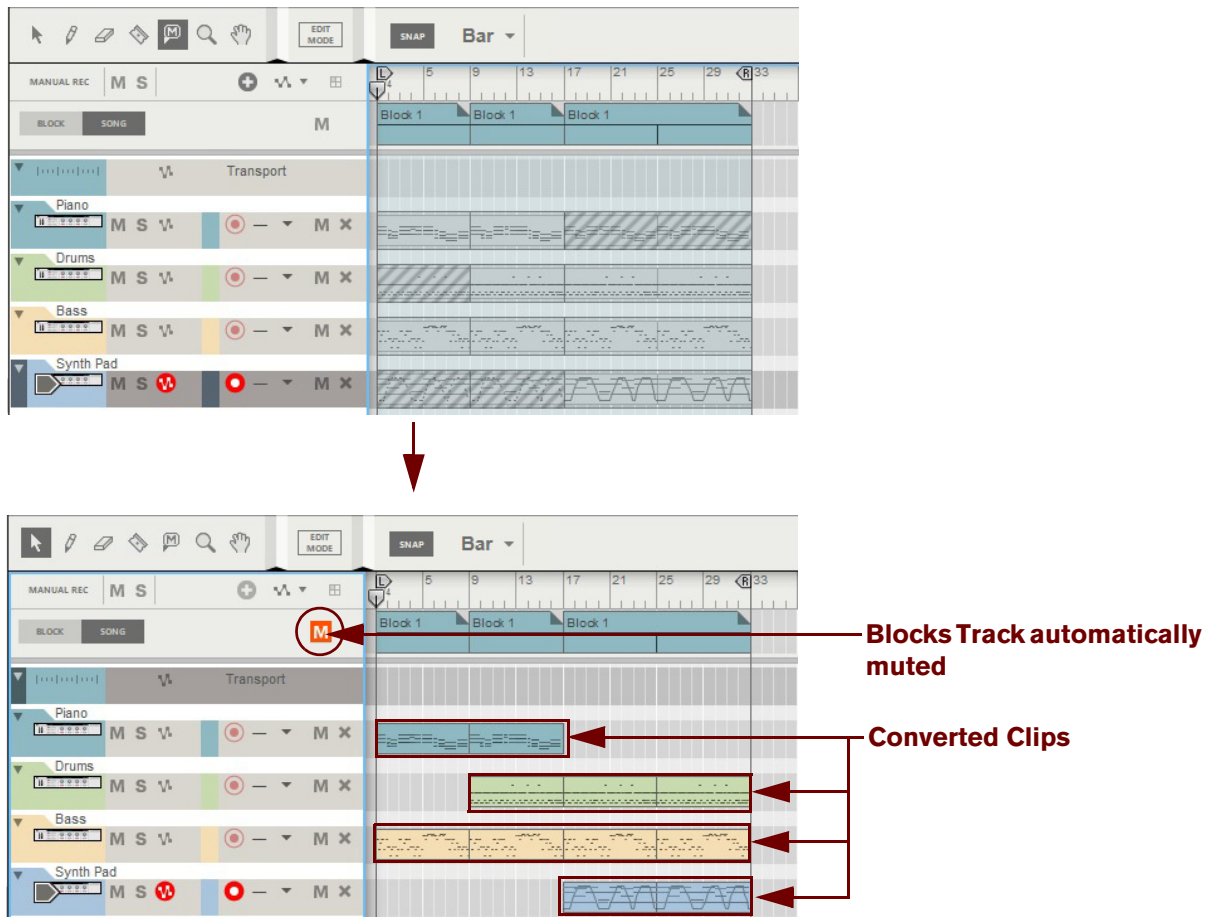 M EDIT MODE SNAP Bar
MANUAL REC M S L 5 9 13 17 21 25 29 R 33
4
BLOCK SONG M Block 1 Block 1 Block 1
Transport
Piano
M S M
Drums
M S M
Bass
M S M
Synth Pad
M S M
M EDIT MODE SNAP Bar
MANUAL REC M S L 5 9 13 17 21 25 29 R 33
4
BLOCK SONG M Block 1 Block 1 Block 1
Blocks Track automatically
muted
Transport
Piano
M S M
Converted Clips
Drums
M S M
Bass
M S M
Synth Pad
M S M